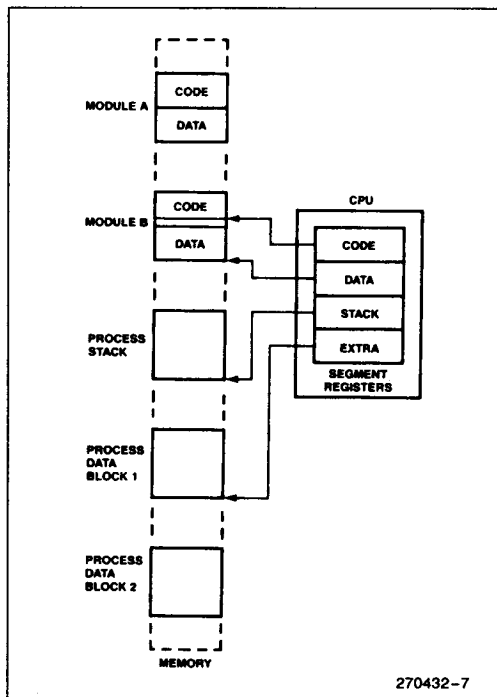 MODULE A
CODE
DATA
MODULE B
CODE
DATA
CPU
CODE
DATA
STACK
EXTRA
SEGMENT
REGISTERS
PROCESS
STACK
PROCESS
DATA
BLOCK 1
PROCESS
DATA
BLOCK 2
MEMORY
270432-7